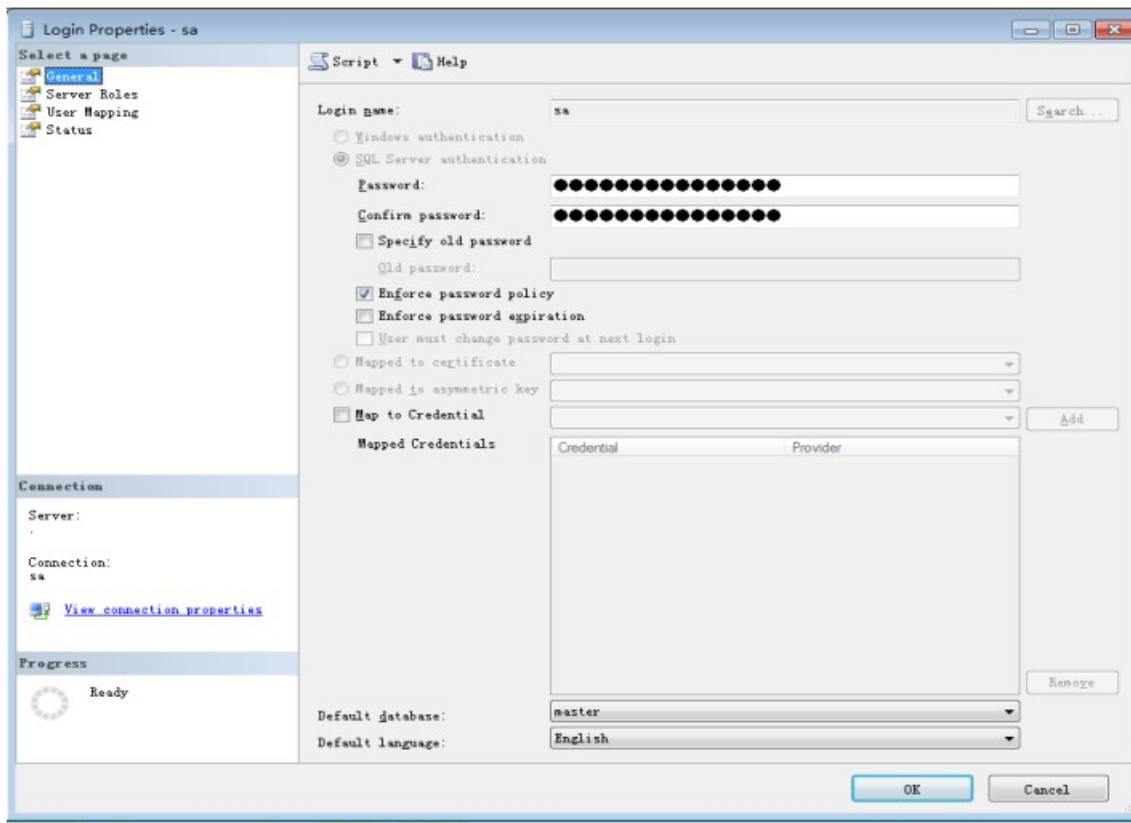 Login Properties - sa
Select a page
General
Server Roles
User Mapping
Status
Script
Help
Login name:
sa
Search...
Windows authentication
SQL Server authentication
Password:
●●●●●●●●●●●●●●●
Confirm password:
●●●●●●●●●●●●●●●
Specify old password
Old password:
Enforce password policy
Enforce password expiration
User must change password at next login
Mapped to certificate
Mapped to asymmetric key
Map to Credential
Add
Mapped Credentials
Credential Provider
Remove
Default database:
master
Default language:
English
Connection
Server:
.
Connection:
sa
View connection properties
Progress
Ready
OK
Cancel